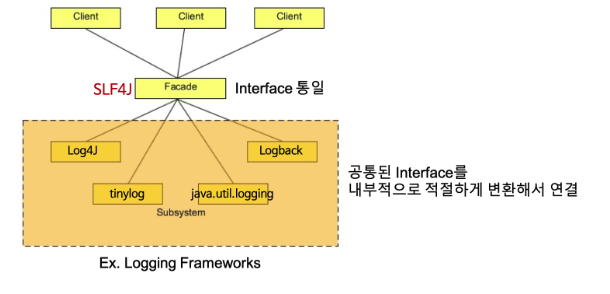 Client
Client
Client
SLF4J
Facade
Interface 통일
Log4J
Logback
tinylog
java.util.logging
Subsystem
공통된 Interface를
내부적으로 적절하게 변환해서 연결
Ex. Logging Frameworks